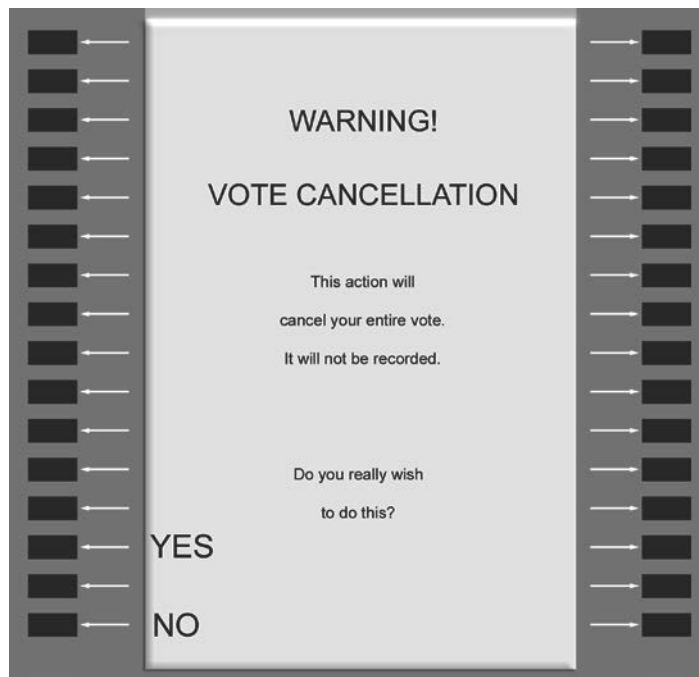 WARNING!
VOTE CANCELLATION
This action will
cancel your entire vote.
It will not be recorded.
Do you really wish
to do this?
YES
NO